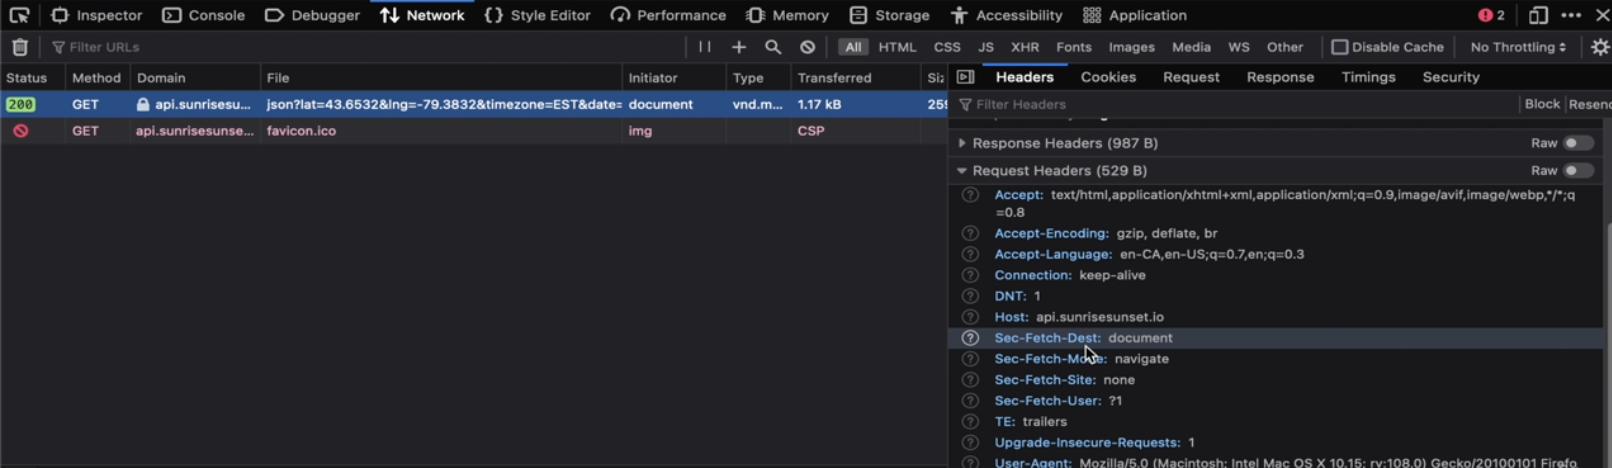 Inspector Console Debugger Network Style Editor Performance Memory Storage Accessibility Application 2
Filter URLs All HTML CSS JS XHR Fonts Images Media WS Other Disable Cache No Throttling
Status Method Domain File Initiator Type Transferred
200 GET api.sunrisesu... json?lat=43.6532&lng=-79.3832&timezone=EST&date= document vnd.m... 1.17 kB 259
GET api.sunrisesunse... favicon.ico img CSP
Headers Cookies Request Response Timings Security
Filter Headers Block Resend
Response Headers (987 B) Raw
Request Headers (529 B) Raw
Accept: text/html,application/xhtml+xml,application/xml;q=0.9,image/avif,image/webp,*/*;q
=0.8
Accept-Encoding: gzip, deflate, br
Accept-Language: en-CA,en-US;q=0.7,en;q=0.3
Connection: keep-alive
DNT: 1
Host: api.sunrisesunset.io
Sec-Fetch-Dest: document
Sec-Fetch-Mode: navigate
Sec-Fetch-Site: none
Sec-Fetch-User: ?1
TE: trailers
Upgrade-Insecure-Requests: 1
User-Agent: Mozilla/5.0 (Macintosh; Intel Mac OS X 10.15; rv:108.0) Gecko/20100101 Firefo